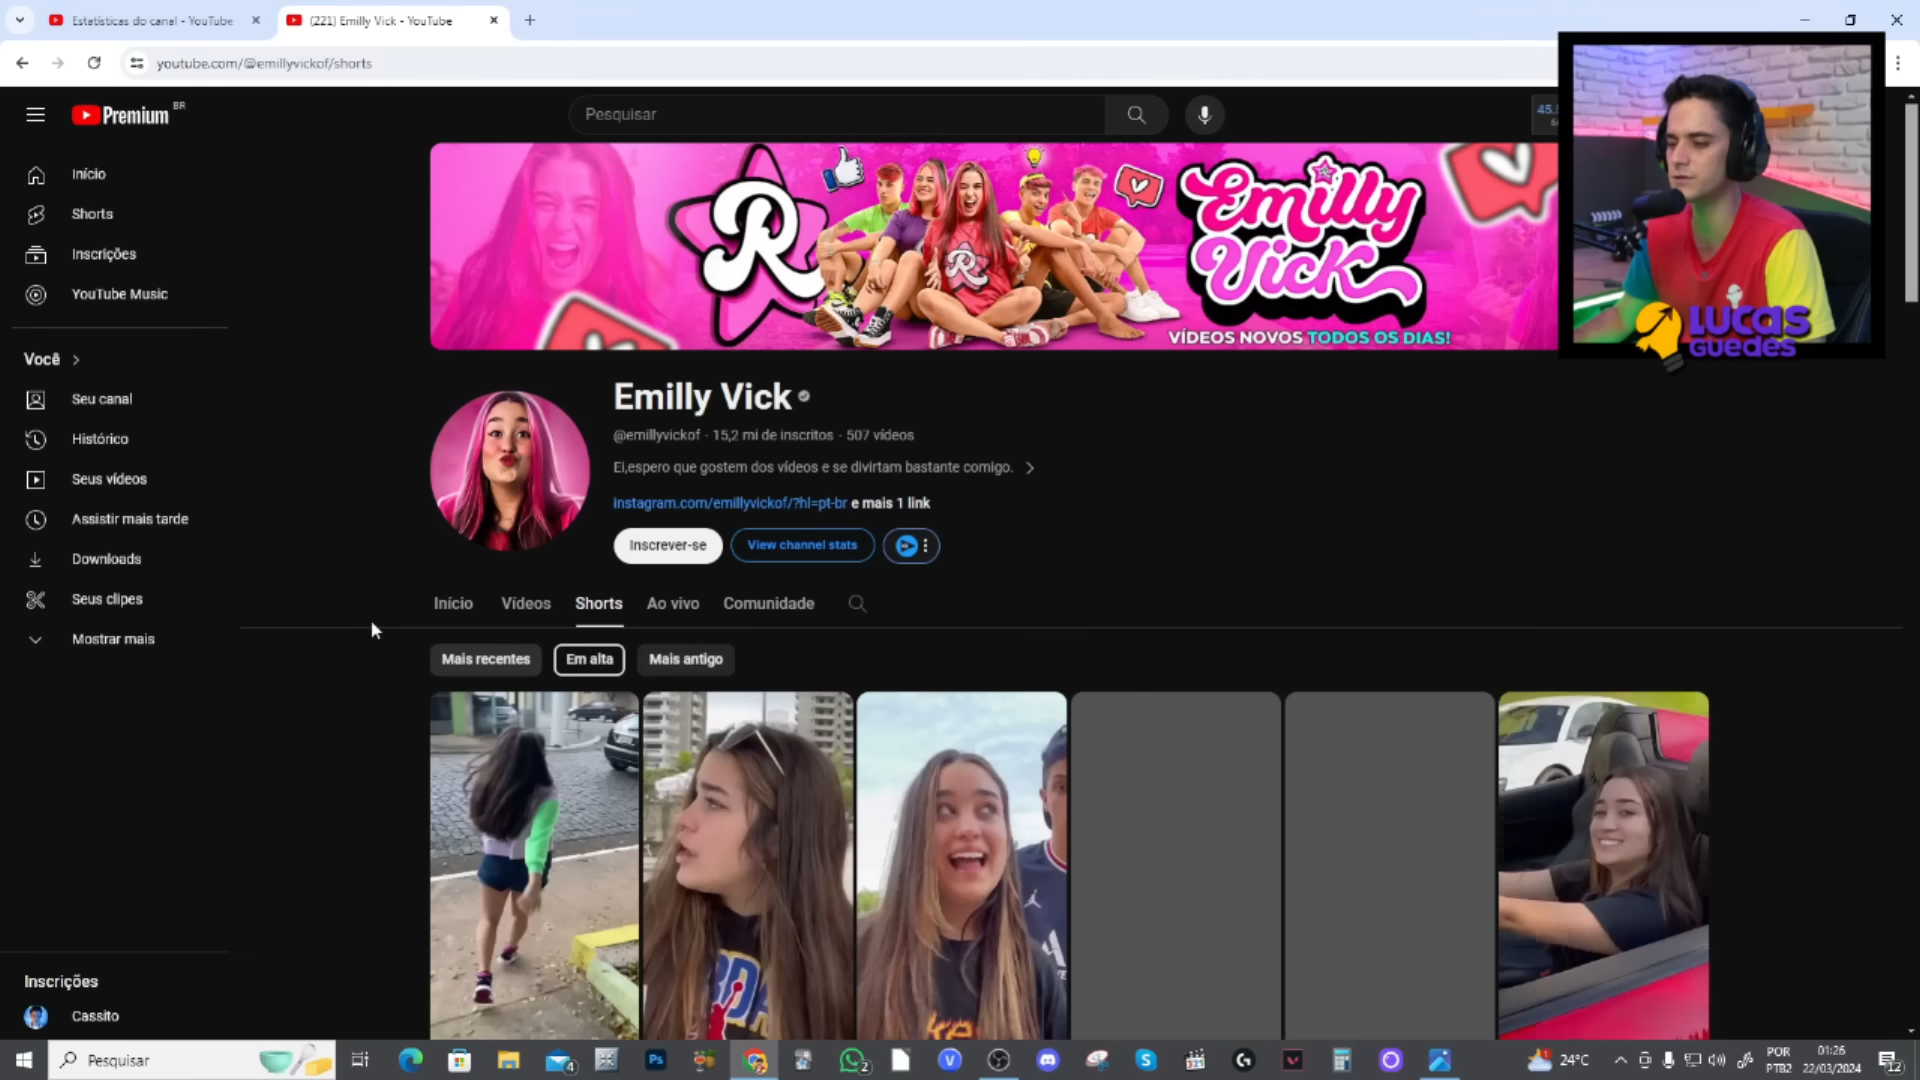 Estatísticas do canal - YouTube
(221) Emilly Vick - YouTube
youtube.com/@emillyvickof/shorts
Premium BR
Pesquisar
45.
Início
Shorts
Inscrições
YouTube Music
Você
Seu canal
Histórico
Seus vídeos
Assistir mais tarde
Downloads
Seus clipes
Mostrar mais
Inscrições
Cassito
R
R
Emilly
Vick
VÍDEOS NOVOS TODOS OS DIAS!
LUCAS
GUEDES
Emilly Vick
@emillyvickof · 15,2 mi de inscritos · 507 vídeos
Ei,espero que gostem dos vídeos e se divirtam bastante comigo.
instagram.com/emillyvickof/?hl=pt-br e mais 1 link
Inscrever-se
View channel stats
Início
Vídeos
Shorts
Ao vivo
Comunidade
Mais recentes
Em alta
Mais antigo
Pesquisar
4
Ps
2
V
S
24°C
POR
PTB2
01:26
22/03/2024
12